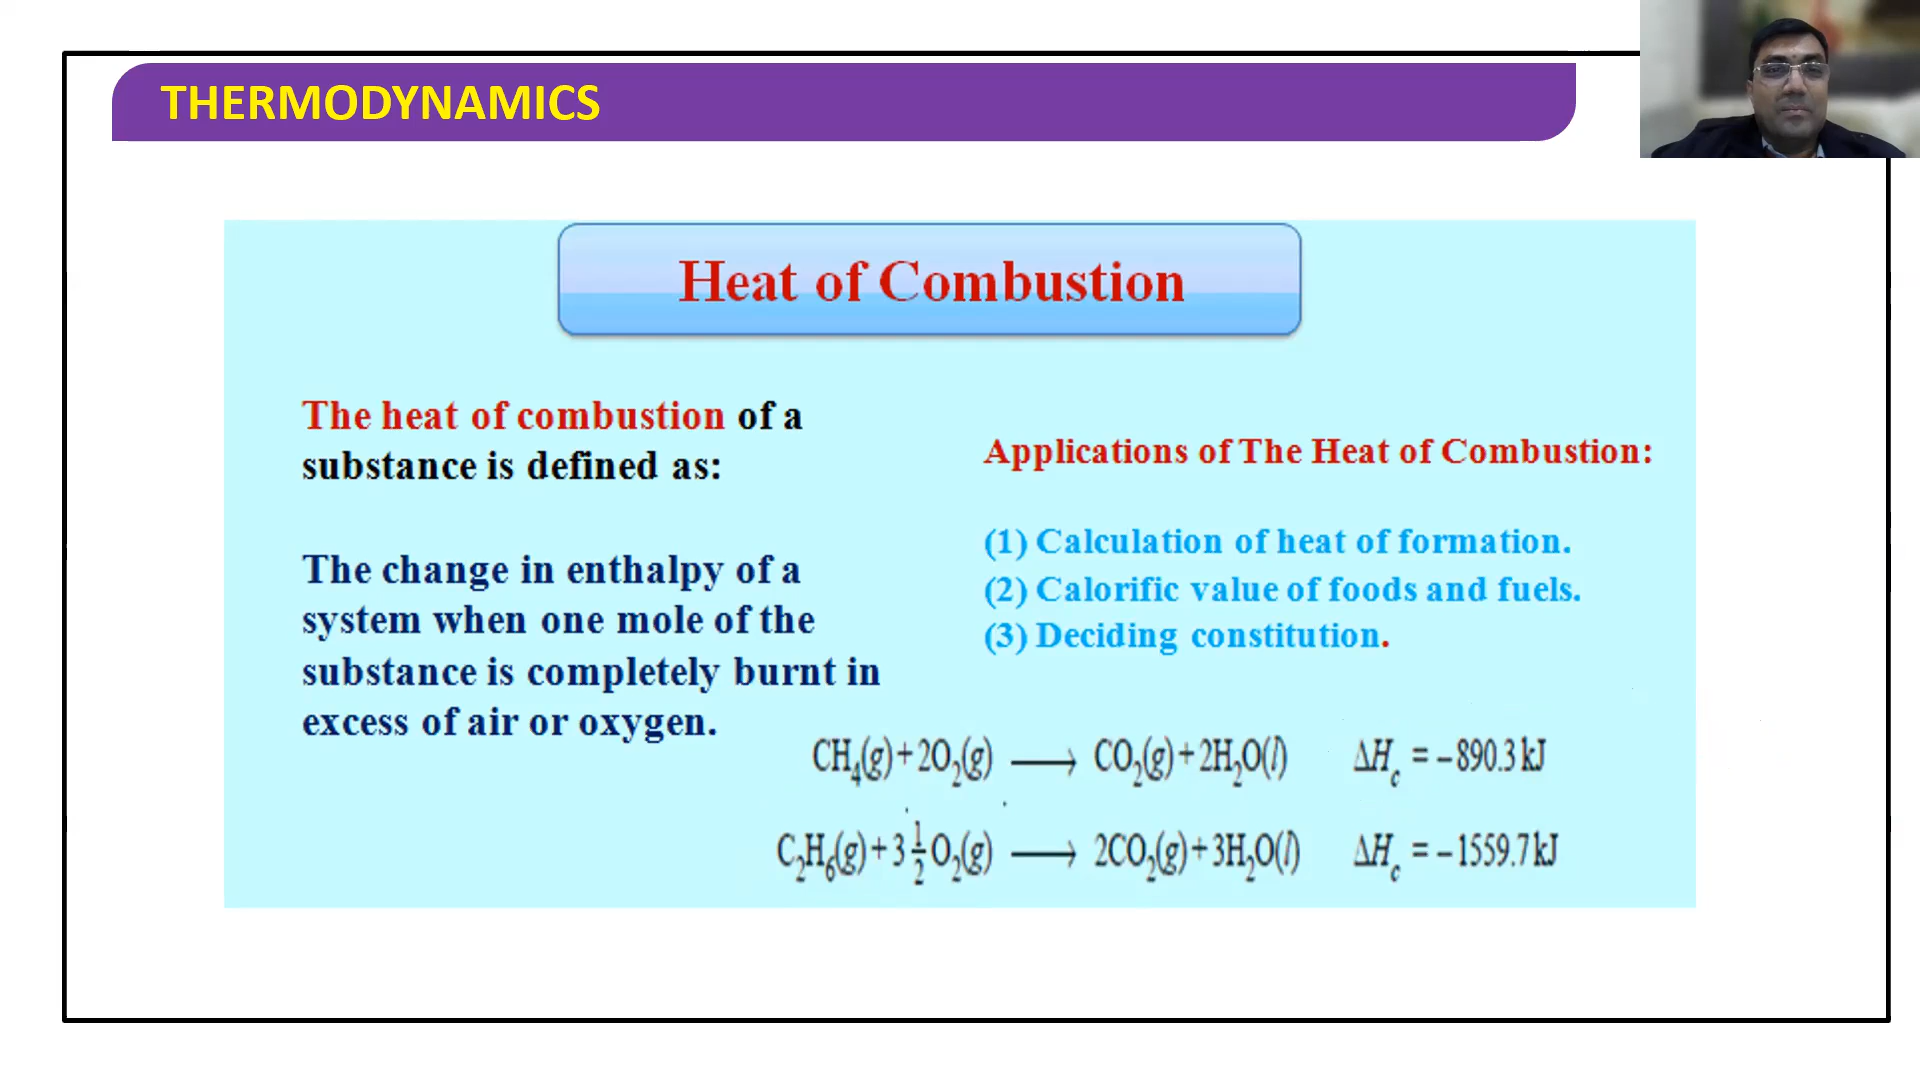 THERMODYNAMICS
Heat of Combustion
The heat of combustion of a
substance is defined as:
The change in enthalpy of a
system when one mole of the
substance is completely burnt in
excess of air or oxygen.
Applications of The Heat of Combustion:
(1) Calculation of heat of formation.
(2) Calorific value of foods and fuels.
(3) Deciding constitution.
CH₄(g)+2O₂(g) ⟶ CO₂(g)+2H₂O(l) ΔH꜀ = −890.3 kJ
C₂H₆(g)+3½O₂(g) ⟶ 2CO₂(g)+3H₂O(l) ΔH꜀ = −1559.7 kJ